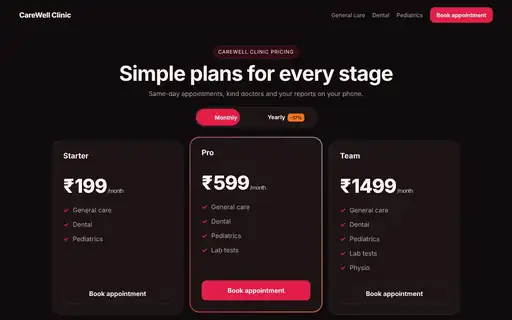 CareWell Clinic
General care Dental Pediatrics Book appointment
CAREWELL CLINIC PRICING
Simple plans for every stage
Same-day appointments, kind doctors and your reports on your phone.
Monthly Yearly -17%
Starter
₹199/month
General care
Dental
Pediatrics
Book appointment
Pro
₹599/month
General care
Dental
Pediatrics
Lab tests
Book appointment
Team
₹1499/month
General care
Dental
Pediatrics
Lab tests
Physio
Book appointment